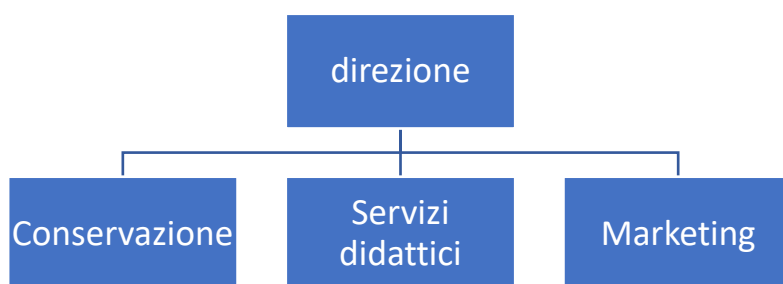 direzione
Conservazione
Servizi
didattici
Marketing